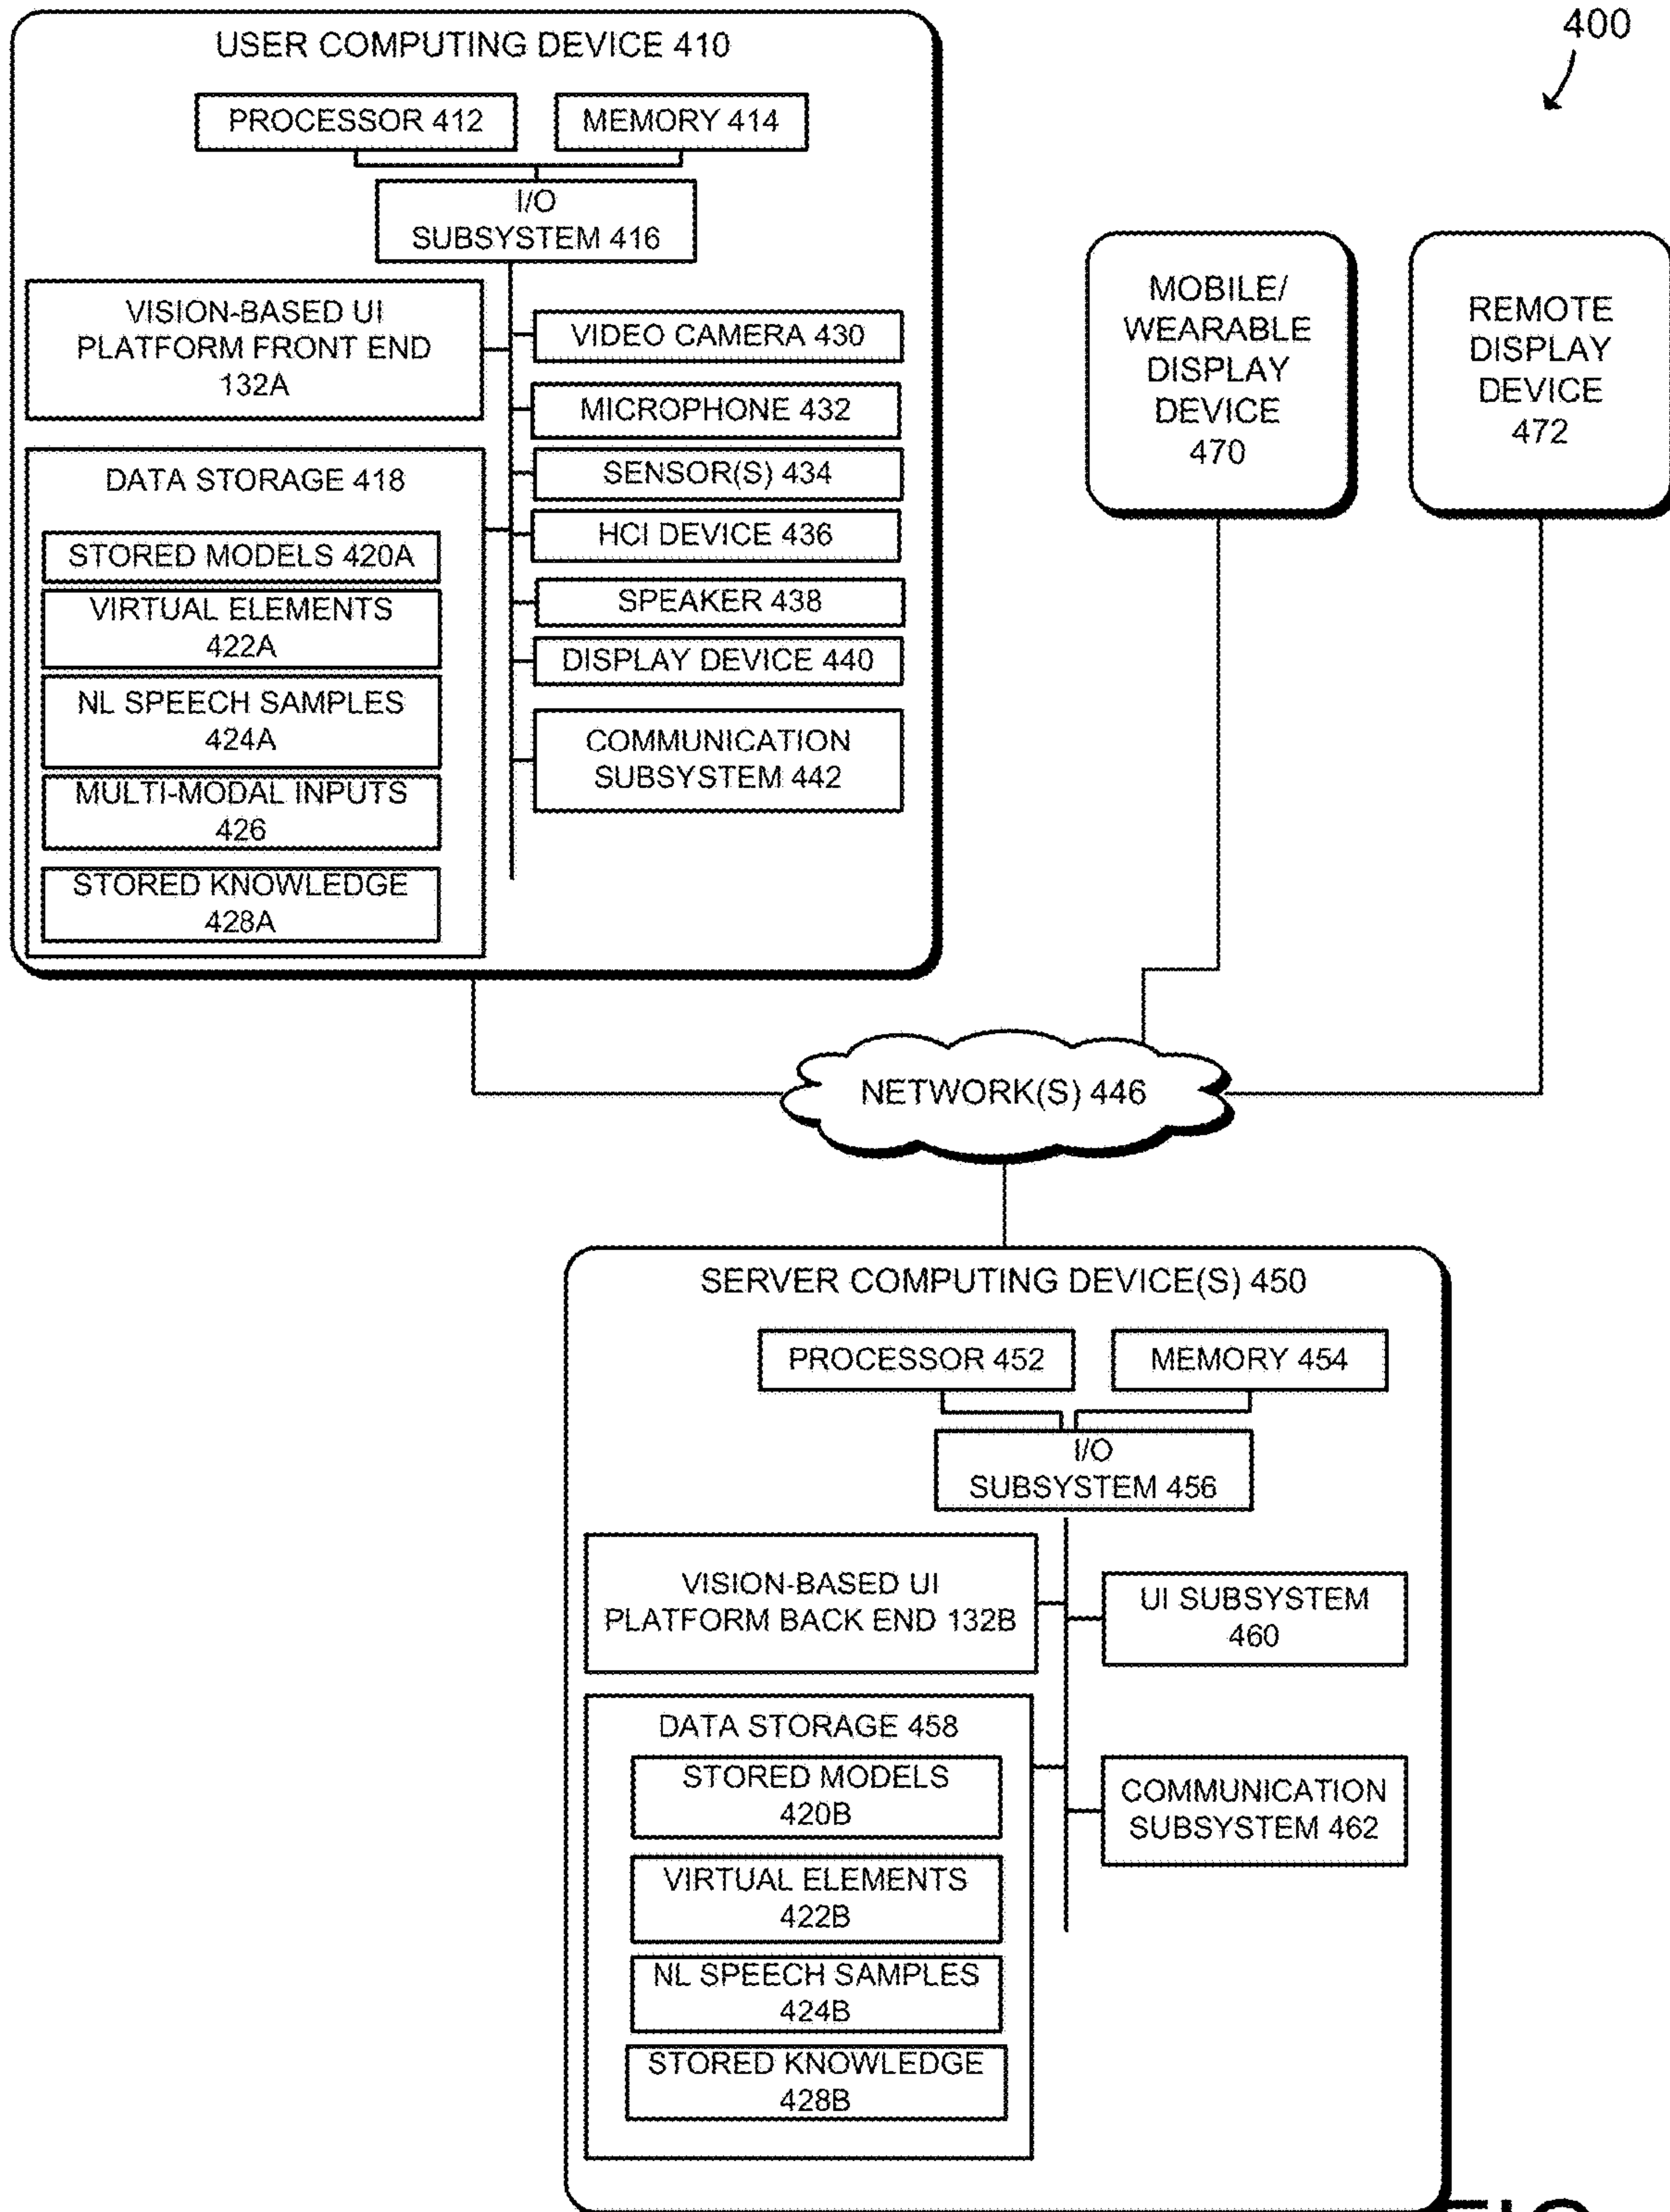 400
USER COMPUTING DEVICE 410
PROCESSOR 412
MEMORY 414
I/O
SUBSYSTEM 416
VISION-BASED UI
PLATFORM FRONT END
132A
DATA STORAGE 418
STORED MODELS 420A
VIRTUAL ELEMENTS
422A
NL SPEECH SAMPLES
424A
MULTI-MODAL INPUTS
426
STORED KNOWLEDGE
428A
VIDEO CAMERA 430
MICROPHONE 432
SENSOR(S) 434
HCI DEVICE 436
SPEAKER 438
DISPLAY DEVICE 440
COMMUNICATION
SUBSYSTEM 442
MOBILE/
WEARABLE
DISPLAY
DEVICE
470
REMOTE
DISPLAY
DEVICE
472
NETWORK(S) 446
SERVER COMPUTING DEVICE(S) 450
PROCESSOR 452
MEMORY 454
I/O
SUBSYSTEM 456
VISION-BASED UI
PLATFORM BACK END 132B
DATA STORAGE 458
STORED MODELS
420B
VIRTUAL ELEMENTS
422B
NL SPEECH SAMPLES
424B
STORED KNOWLEDGE
428B
UI SUBSYSTEM
460
COMMUNICATION
SUBSYSTEM 462